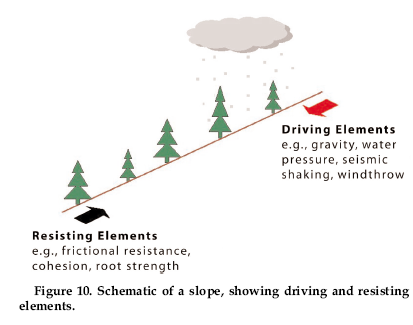 Driving Elements
e.g., gravity, water
pressure, seismic
shaking, windthrow
Resisting Elements
e.g., frictional resistance,
cohesion, root strength
Figure 10. Schematic of a slope, showing driving and resisting
elements.